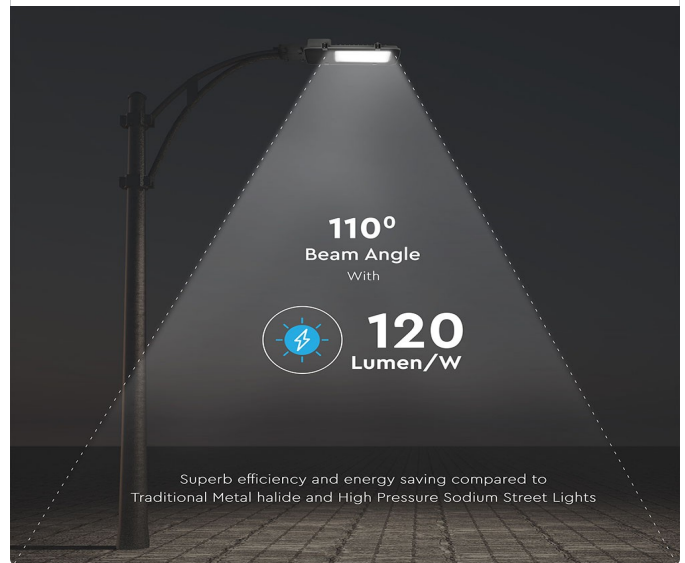 110⁰
Beam Angle
With
120
Lumen/W
Superb efficiency and energy saving compared to
Traditional Metal halide and High Pressure Sodium Street Lights